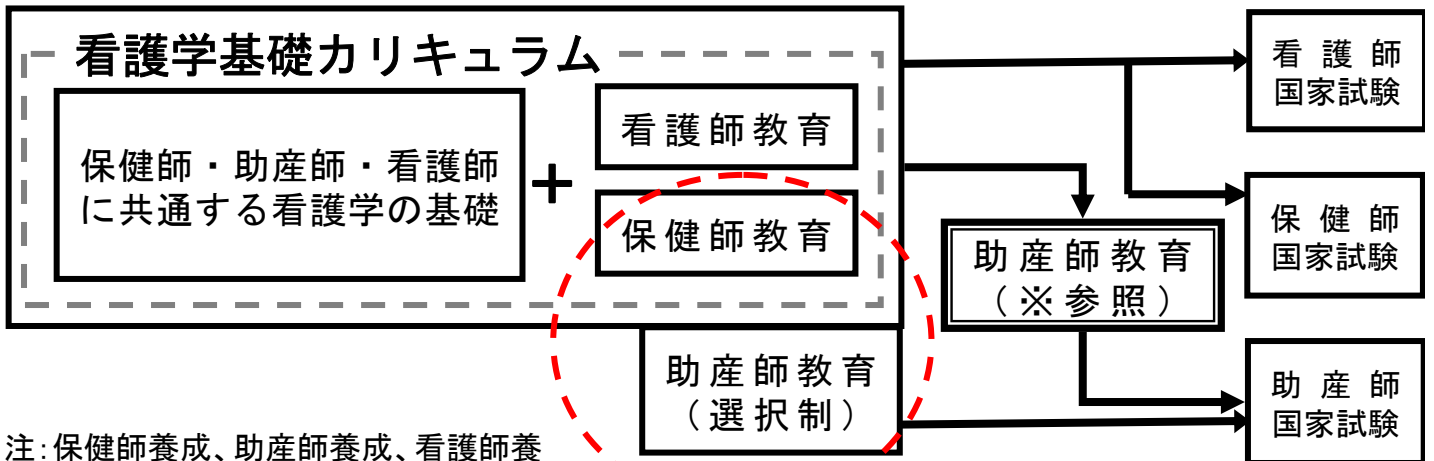 看護学基礎カリキュラム
保健師・助産師・看護師
に共通する看護学の基礎
+
看護師教育
保健師教育
助産師教育
(選択制)
助産師教育
(※参照)
看護師
国家試験
保健師
国家試験
助産師
国家試験
注:保健師養成、助産師養成、看護師養